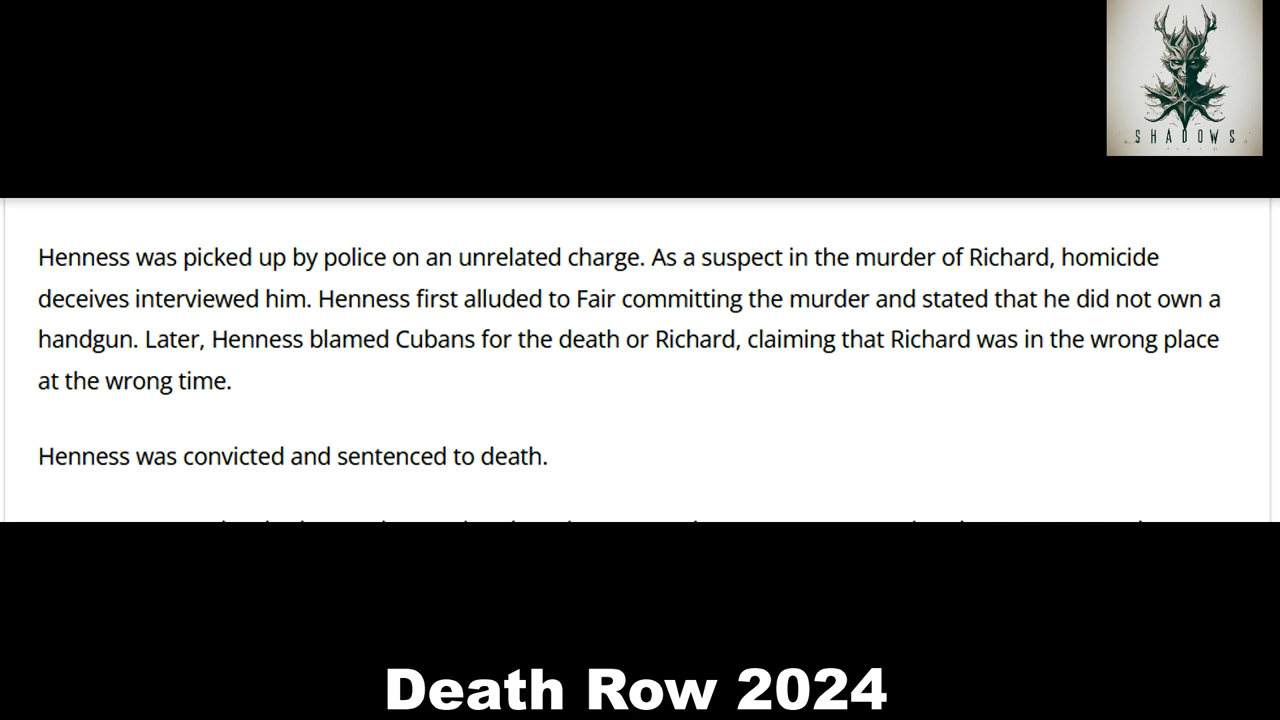 SHADOWS
Henness was picked up by police on an unrelated charge. As a suspect in the murder of Richard, homicide
deceives interviewed him. Henness first alluded to Fair committing the murder and stated that he did not own a
handgun. Later, Henness blamed Cubans for the death or Richard, claiming that Richard was in the wrong place
at the wrong time.
Henness was convicted and sentenced to death.
Death Row 2024